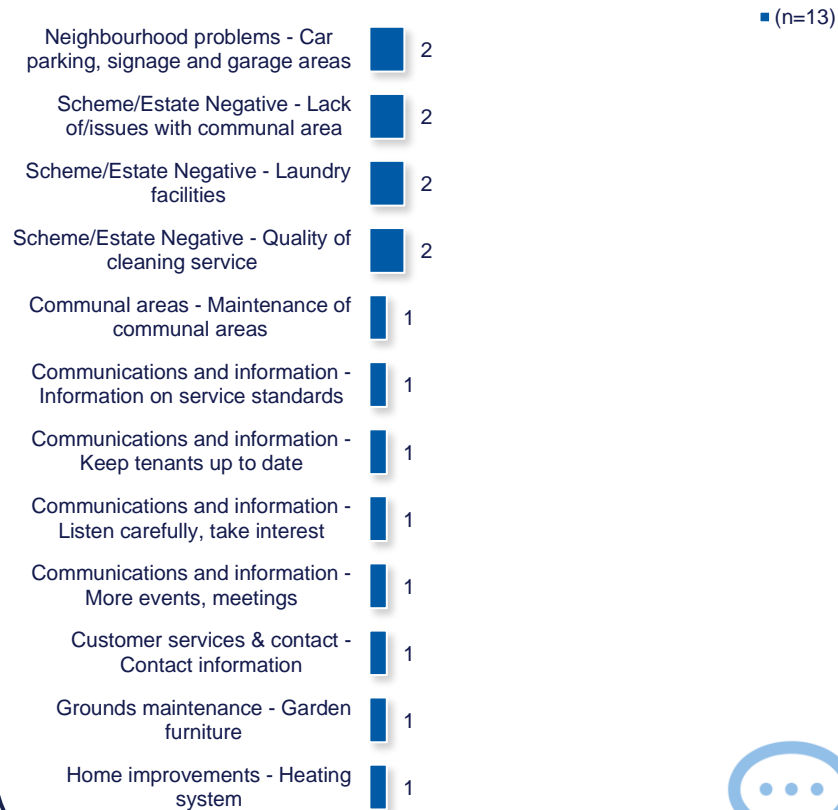 (n=13)
Neighbourhood problems - Car
parking, signage and garage areas
2
Scheme/Estate Negative - Lack
of/issues with communal area
2
Scheme/Estate Negative - Laundry
facilities
2
Scheme/Estate Negative - Quality of
cleaning service
2
Communal areas - Maintenance of
communal areas
1
Communications and information -
Information on service standards
1
Communications and information -
Keep tenants up to date
1
Communications and information -
Listen carefully, take interest
1
Communications and information -
More events, meetings
1
Customer services & contact -
Contact information
1
Grounds maintenance - Garden
furniture
1
Home improvements - Heating
system
1